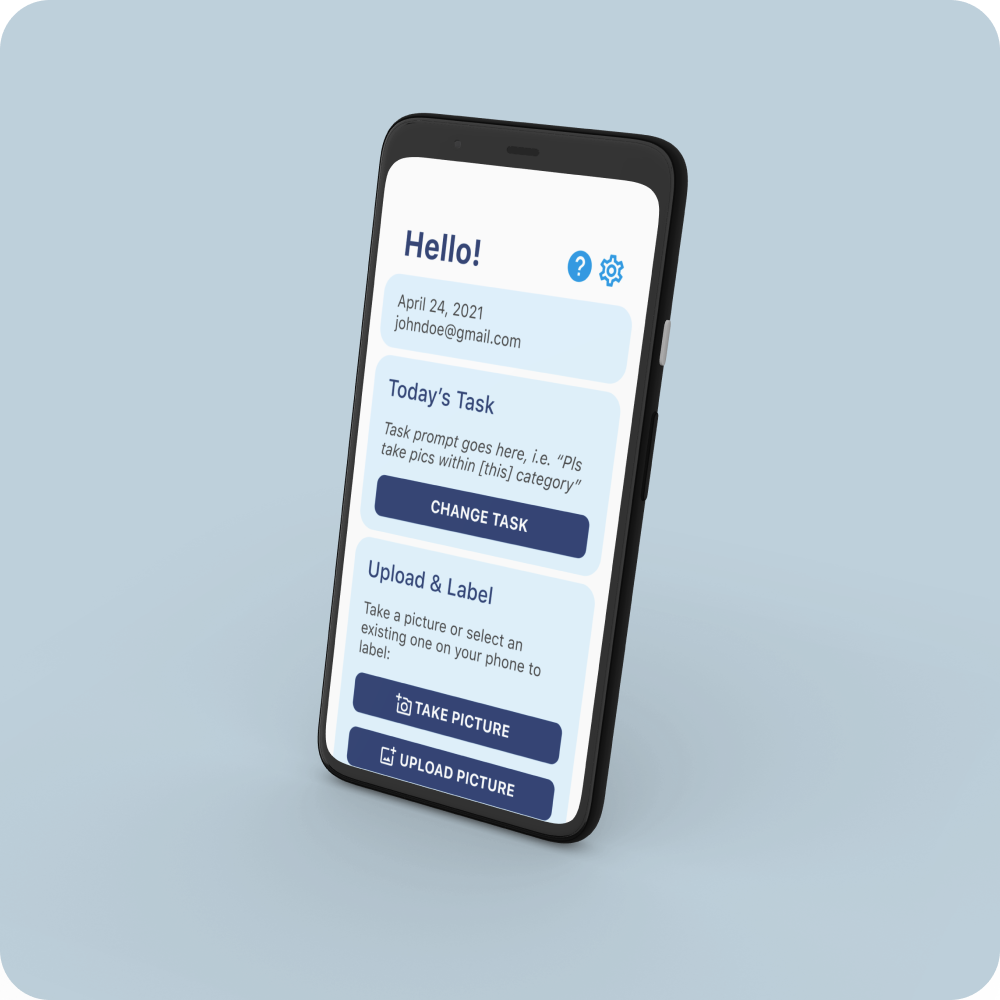 Hello!
?
April 24, 2021
johndoe@gmail.com
Today’s Task
Task prompt goes here, i.e. “Pls
take pics within [this] category”
CHANGE TASK
Upload & Label
Take a picture or select an
existing one on your phone to
label:
TAKE PICTURE
UPLOAD PICTURE